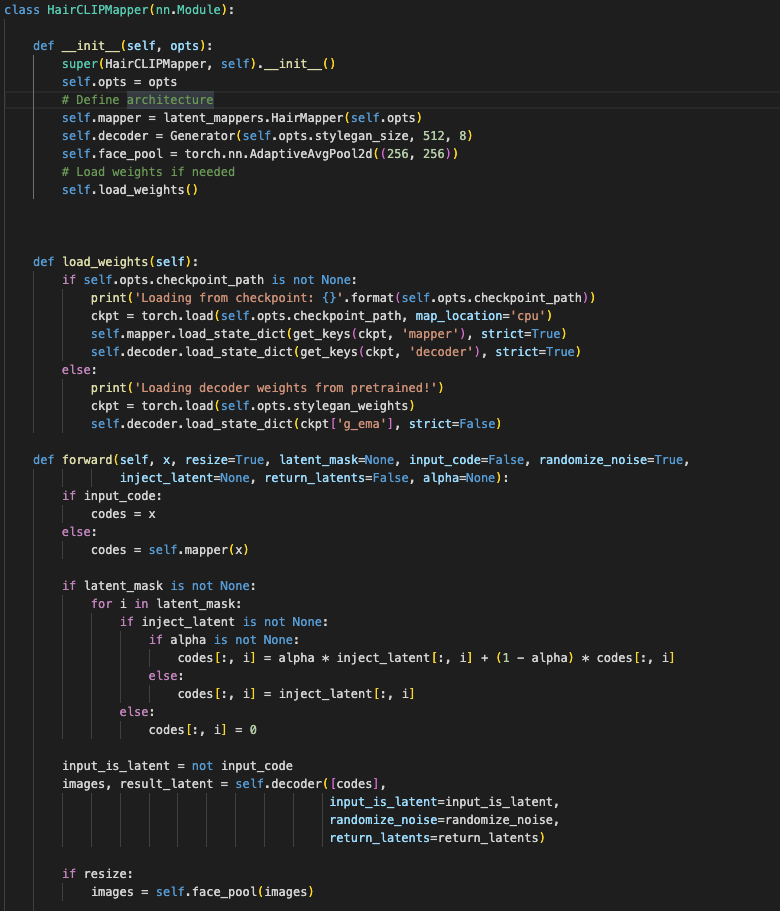 class HairCLIPMapper(nn.Module):
def __init__(self, opts):
super(HairCLIPMapper, self).__init__()
self.opts = opts
# Define architecture
self.mapper = latent_mappers.HairMapper(self.opts)
self.decoder = Generator(self.opts.stylegan_size, 512, 8)
self.face_pool = torch.nn.AdaptiveAvgPool2d((256, 256))
# Load weights if needed
self.load_weights()
def load_weights(self):
if self.opts.checkpoint_path is not None:
print('Loading from checkpoint: {}'.format(self.opts.checkpoint_path))
ckpt = torch.load(self.opts.checkpoint_path, map_location='cpu')
self.mapper.load_state_dict(get_keys(ckpt, 'mapper'), strict=True)
self.decoder.load_state_dict(get_keys(ckpt, 'decoder'), strict=True)
else:
print('Loading decoder weights from pretrained!')
ckpt = torch.load(self.opts.stylegan_weights)
self.decoder.load_state_dict(ckpt['g_ema'], strict=False)
def forward(self, x, resize=True, latent_mask=None, input_code=False, randomize_noise=True,
inject_latent=None, return_latents=False, alpha=None):
if input_code:
codes = x
else:
codes = self.mapper(x)
if latent_mask is not None:
for i in latent_mask:
if inject_latent is not None:
if alpha is not None:
codes[:, i] = alpha * inject_latent[:, i] + (1 - alpha) * codes[:, i]
else:
codes[:, i] = inject_latent[:, i]
else:
codes[:, i] = 0
input_is_latent = not input_code
images, result_latent = self.decoder([codes],
input_is_latent=input_is_latent,
randomize_noise=randomize_noise,
return_latents=return_latents)
if resize:
images = self.face_pool(images)